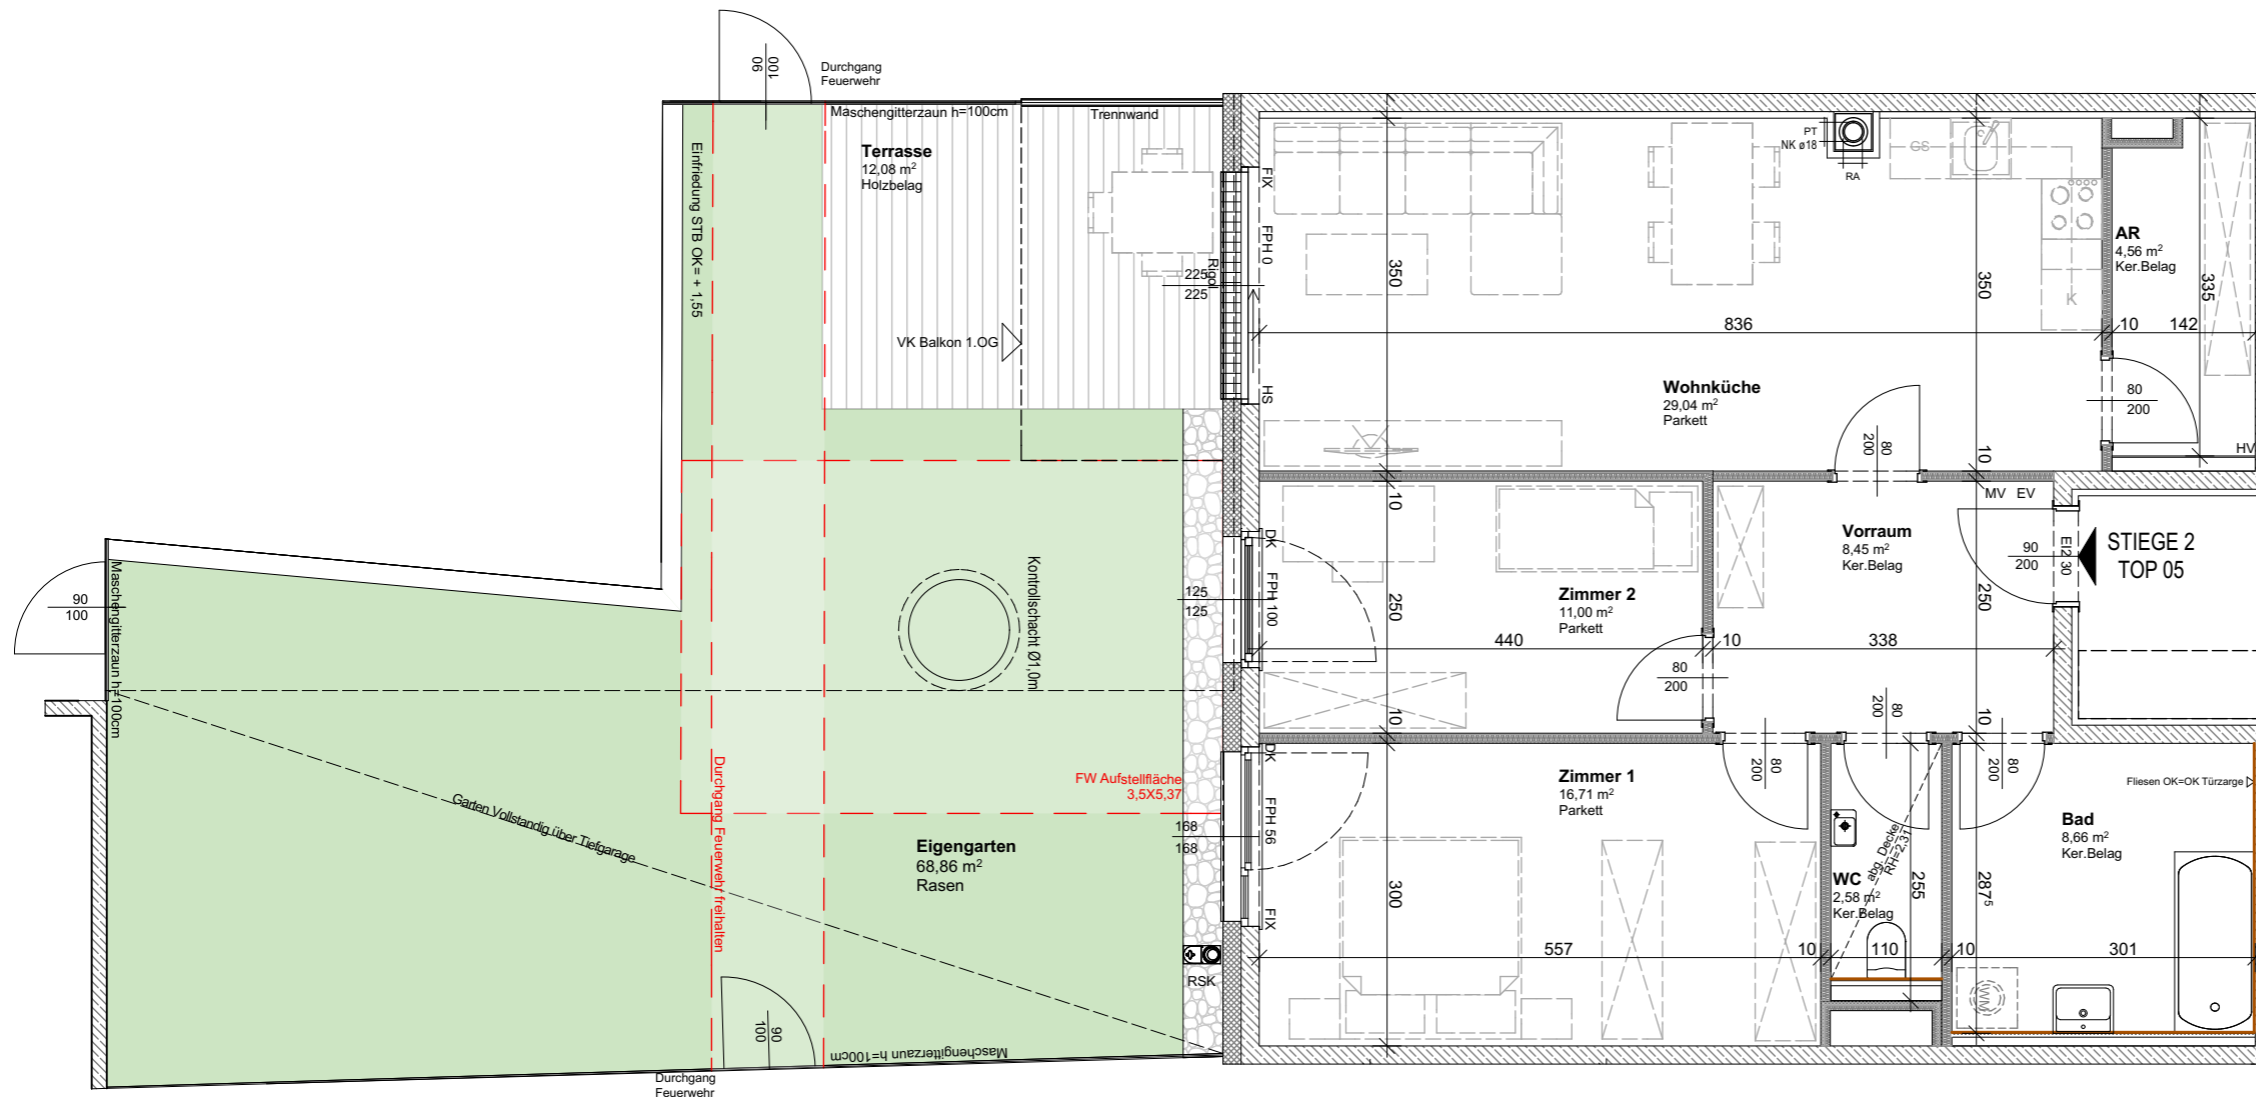 Durchgang
Feuerwehr
90
100
Maschengitterzaun h=100cm
Trennwand
Terrasse
12,08 m²
Holzbelag
Einfriedung STB OK= + 1,55
VK Balkon 1.OG
Rigol
225
225
FIX
FPH 0
HS
PT
NK ø18
RA
GS
K
350
350
836
10
142
335
AR
4,56 m²
Ker.Belag
80
200
HV
Wohnküche
29,04 m²
Parkett
80
200
10
10
MV EV
Vorraum
8,45 m²
Ker.Belag
90
200
EI2 30
STIEGE 2
TOP 05
DK
FPH 100
125
125
250
250
Zimmer 2
11,00 m²
Parkett
440
10
338
80
200
10
10
80
200
Kontrollschacht Ø1,0m
90
100
Maschengitterzaun h=100cm
Garten Vollstandig über Tiefgarage
Durchgang Feuerwehr freihalten
FW Aufstellfläche
3,5X5,37
Eigengarten
68,86 m²
Rasen
168
168
DK
FPH 56
FIX
Zimmer 1
16,71 m²
Parkett
80
200
80
200
300
557
10
110
10
301
abg. Decke
RH=2,31
WC
2,58 m²
Ker.Belag
255
287⁵
Fliesen OK=OK Türzarge
Bad
8,66 m²
Ker.Belag
WM
RSK
90
100
Maschengitterzaun h=100cm
Durchgang
Feuerwehr